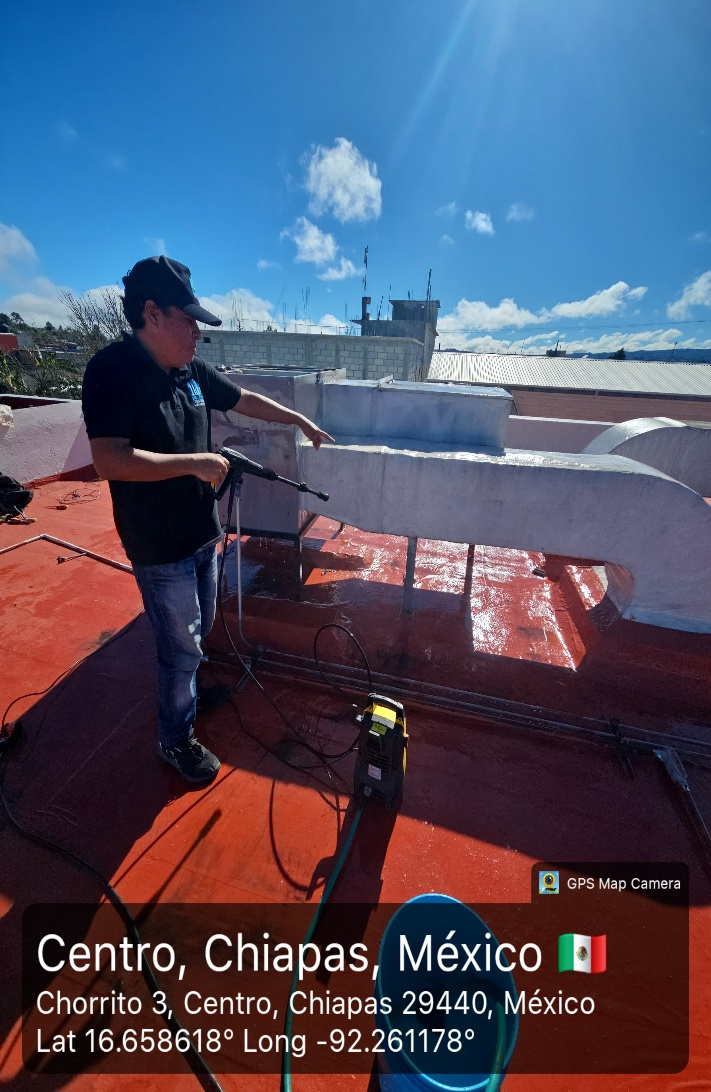 GPS Map Camera
Centro, Chiapas, México 🇲🇽
Chorrito 3, Centro, Chiapas 29440, México
Lat 16.658618° Long -92.261178°